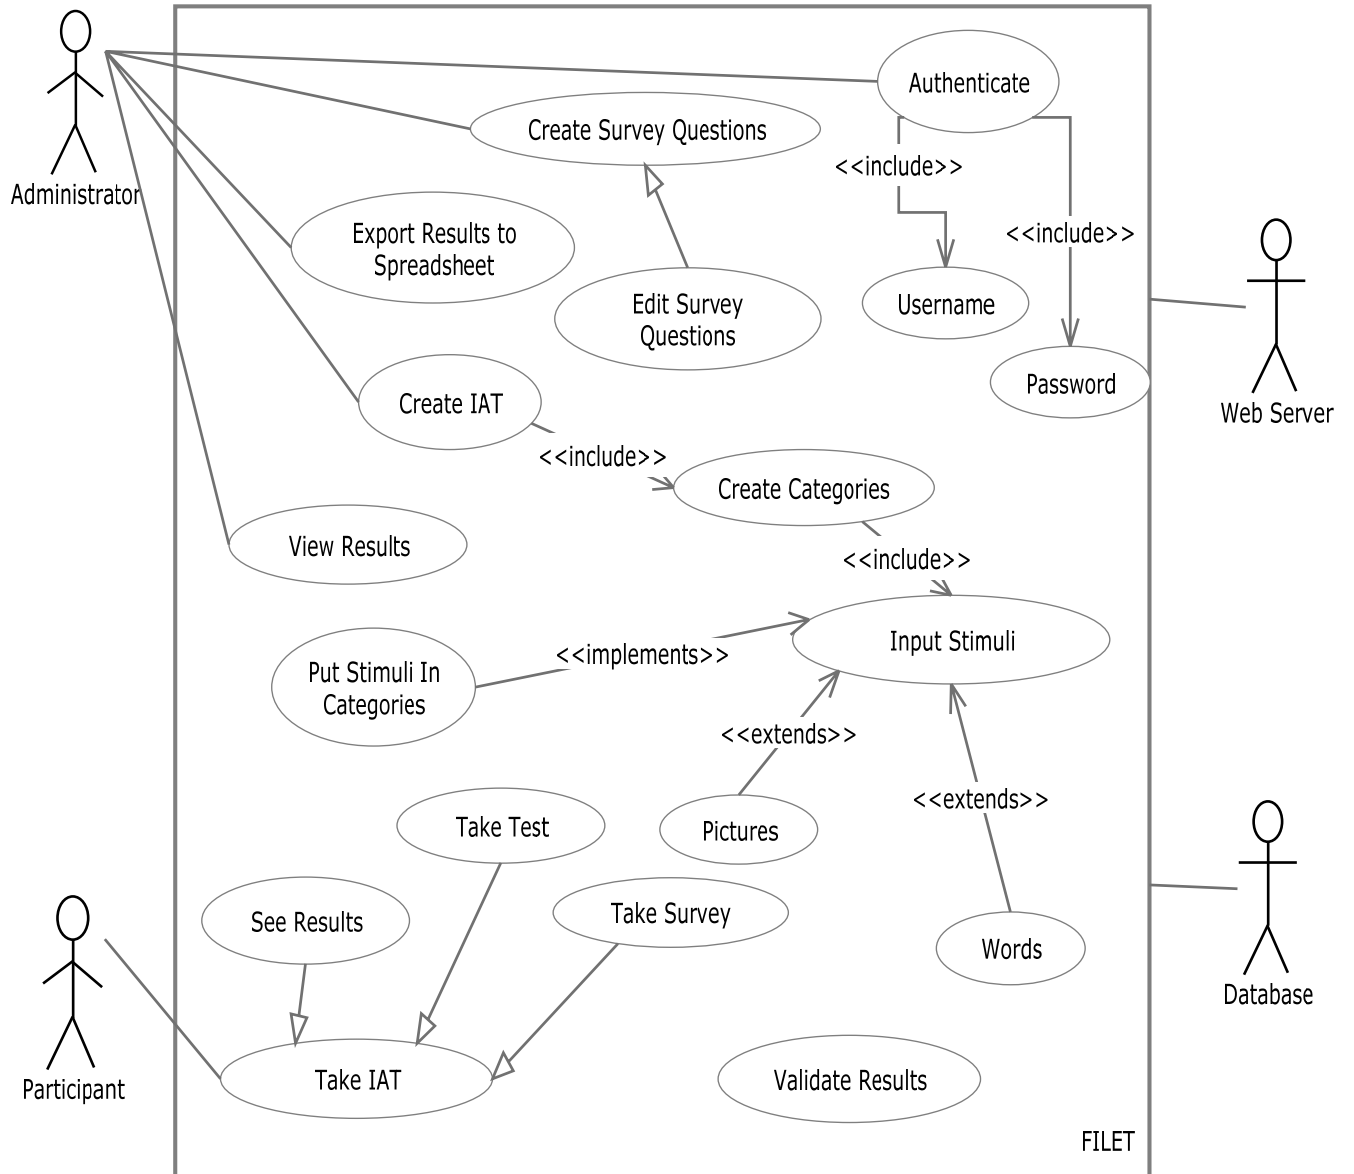 Authenticate
Create Survey Questions
<<include>>
Administrator
Export Results to
Spreadsheet
<<include>>
Edit Survey
Questions
Username
Password
Create IAT
Web Server
<<include>>
Create Categories
View Results
<<include>>
Input Stimuli
<<implements>>
Put Stimuli In
Categories
<<extends>>
<<extends>>
Take Test
Pictures
Take Survey
See Results
Words
Database
Take IAT
Validate Results
Participant
FILET